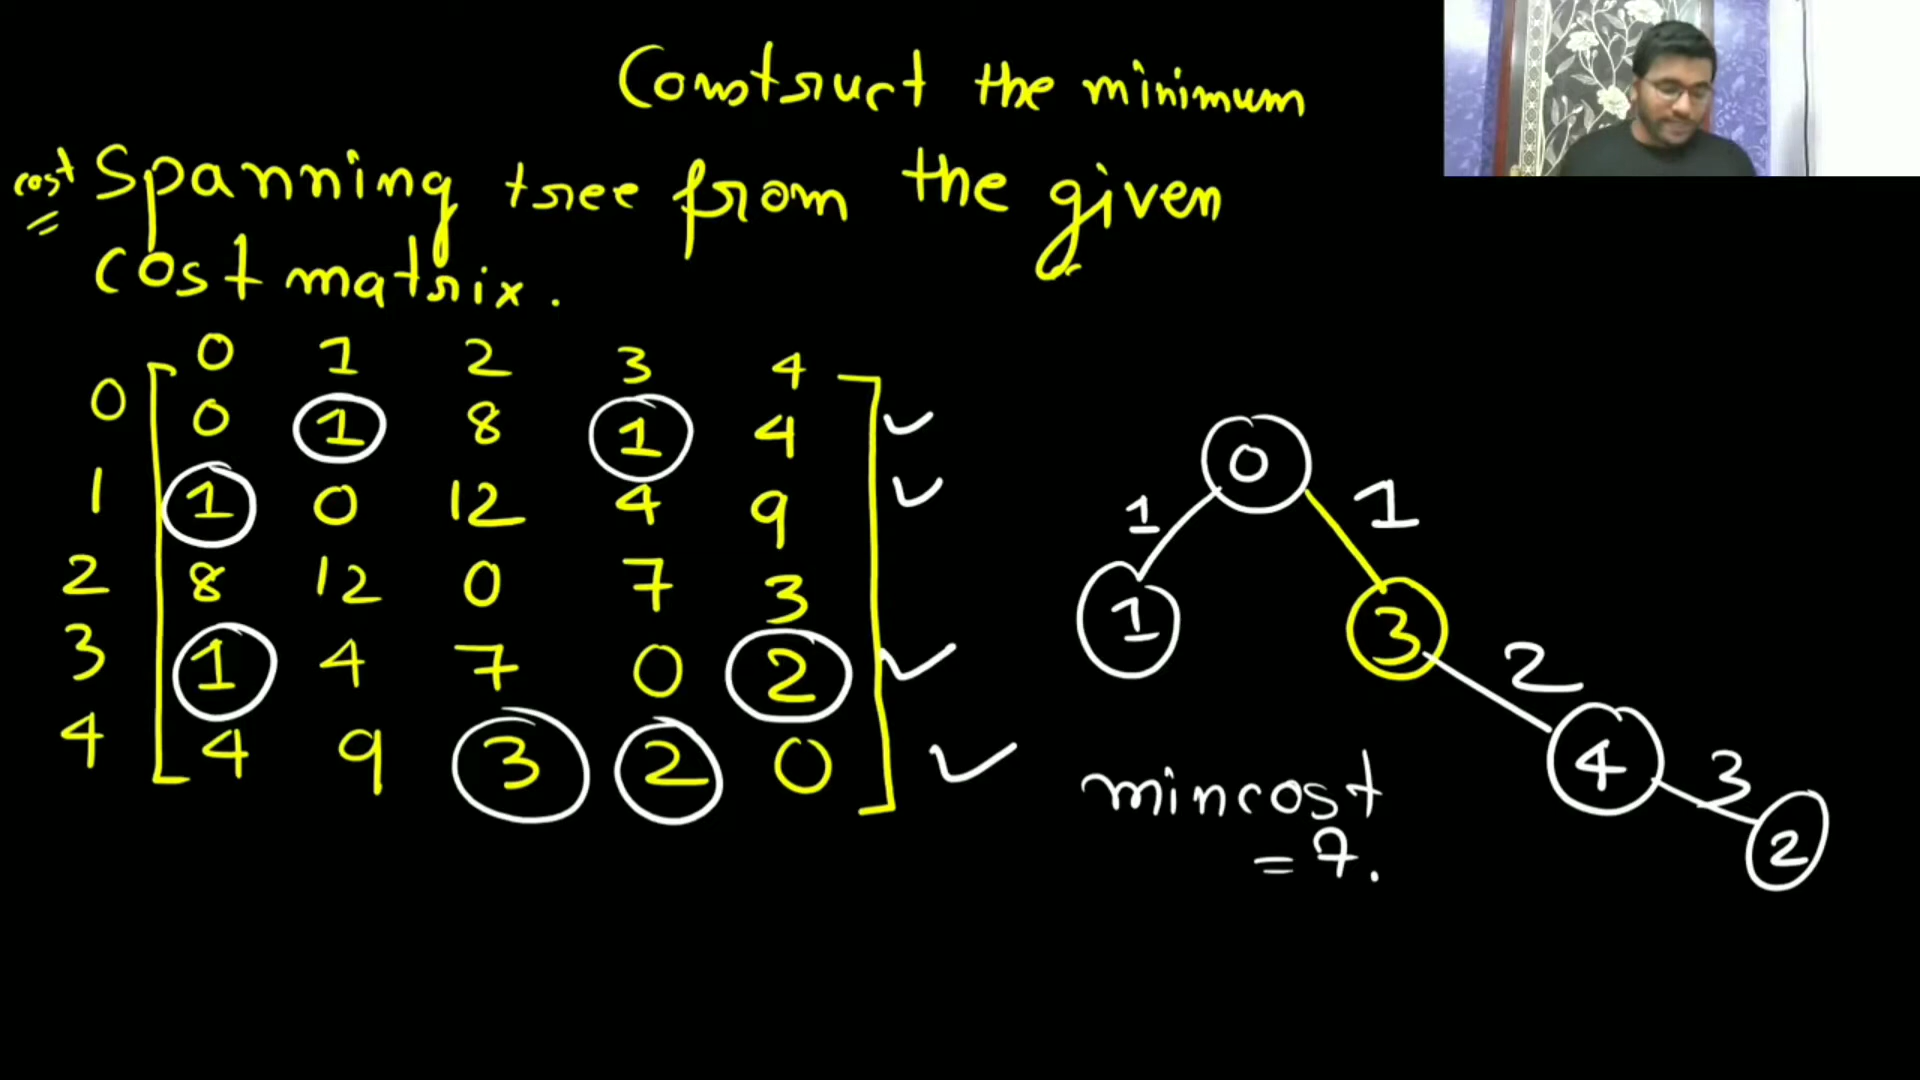 Construct the minimum
cost Spanning tree from the given
cost matrix.
0 1 2 3 4
0 0 1 8 1 4
1 1 0 12 4 9
2 8 12 0 7 3
3 1 4 7 0 2
4 4 9 3 2 0
0
1 1
1 3
2
4 3
2
mincost
= 7.